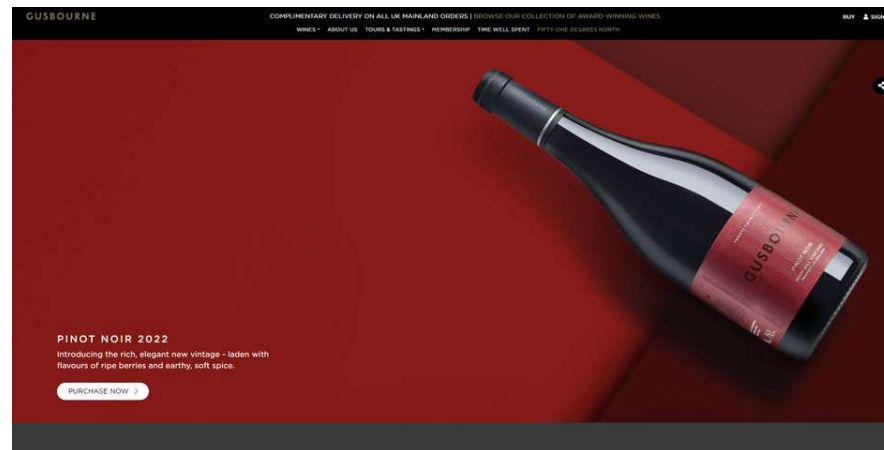 GUSBOURNE
COMPLIMENTARY DELIVERY ON ALL UK MAINLAND ORDERS | BROWSE OUR COLLECTION OF AWARD-WINNING WINES
BUY SIGN
WINES ABOUT US TOURS & TASTINGS MEMBERSHIP TIME WELL SPENT FIFTY ONE DEGREES NORTH
GUSBOURNE
PINOT NOIR
PINOT NOIR 2022
Introducing the rich, elegant new vintage - laden with
flavours of ripe berries and earthy, soft spice.
PURCHASE NOW >